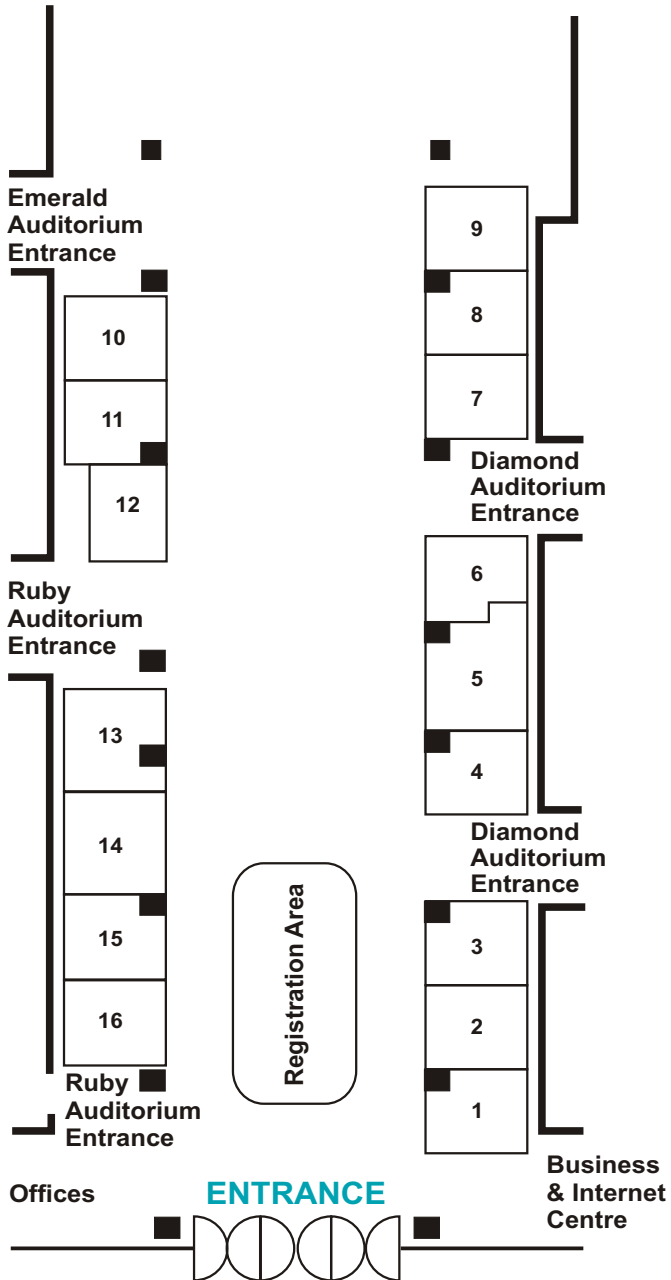 Emerald
Auditorium
Entrance
9
8
7
10
11
12
Diamond
Auditorium
Entrance
6
5
4
Ruby
Auditorium
Entrance
13
14
15
16
Diamond
Auditorium
Entrance
Registration Area
3
2
1
Ruby
Auditorium
Entrance
Offices
ENTRANCE
Business
& Internet
Centre